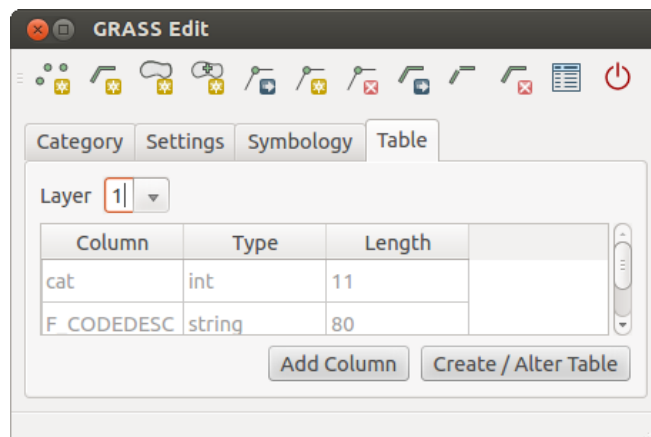 GRASS Edit
Category Settings Symbology Table
Layer 1
Column Type Length
cat int 11
F_CODEDESC string 80
Add Column Create / Alter Table